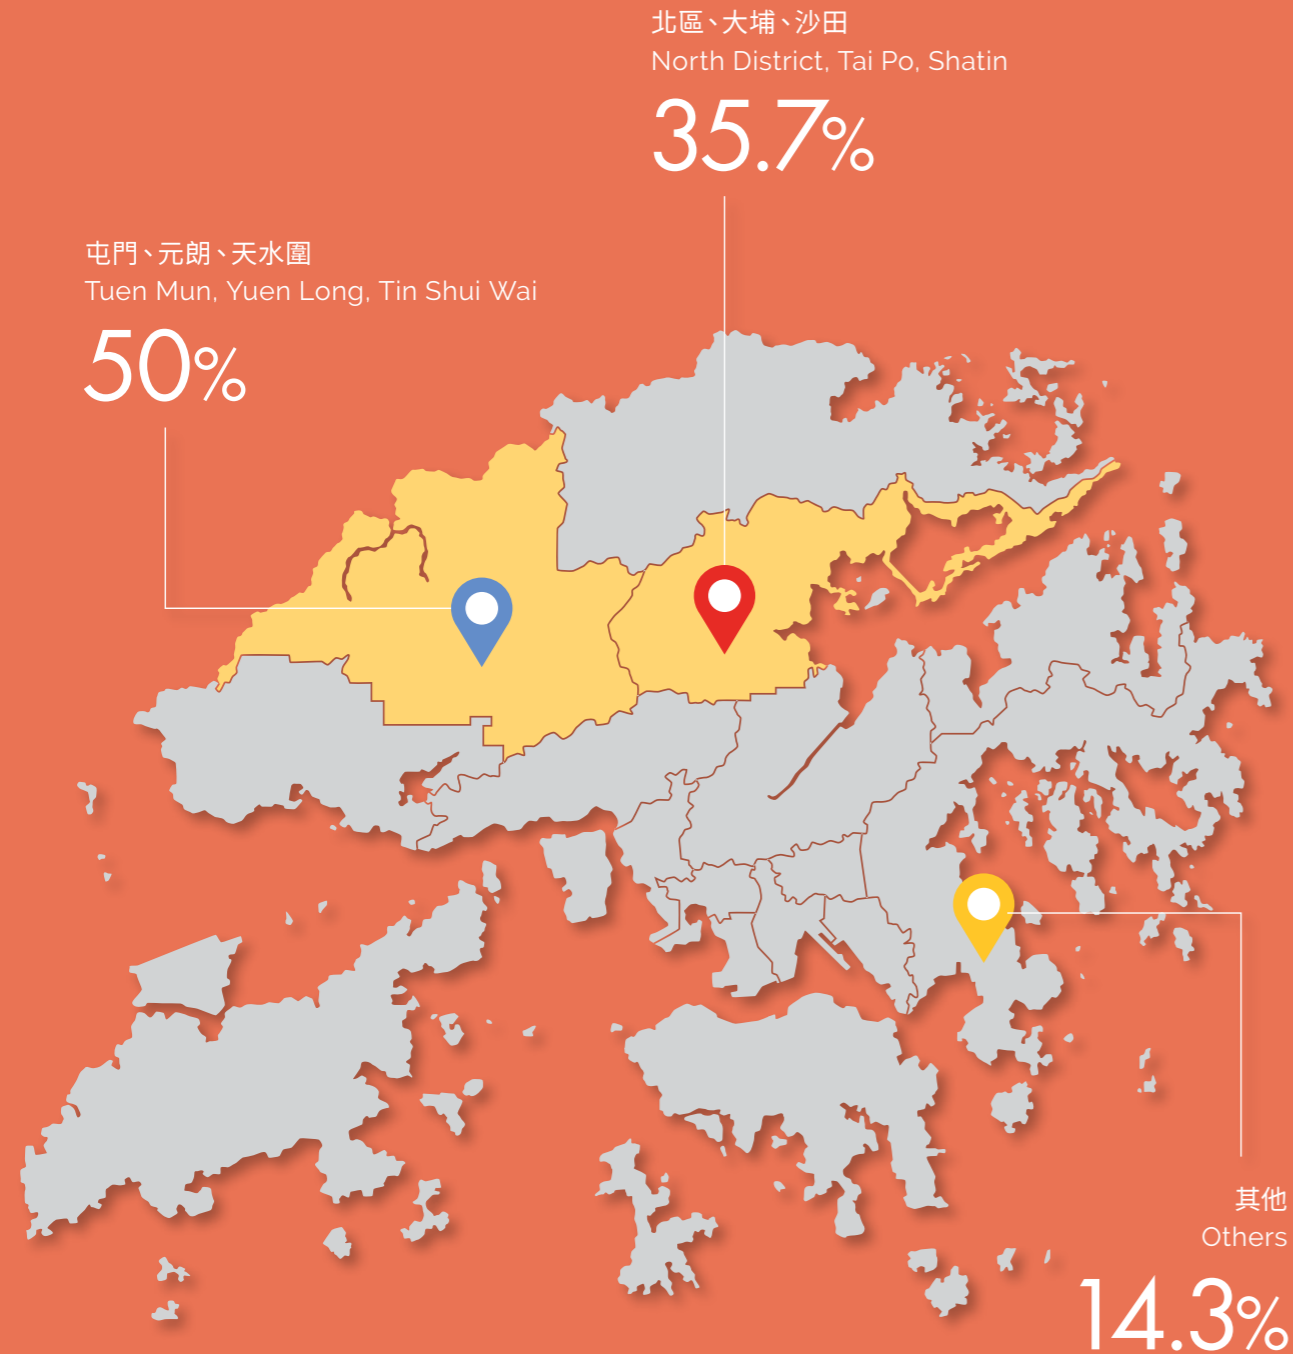 北區、大埔、沙田
North District, Tai Po, Shatin
35.7%
屯門、元朗、天水圍
Tuen Mun, Yuen Long, Tin Shui Wai
50%
其他
Others
14.3%